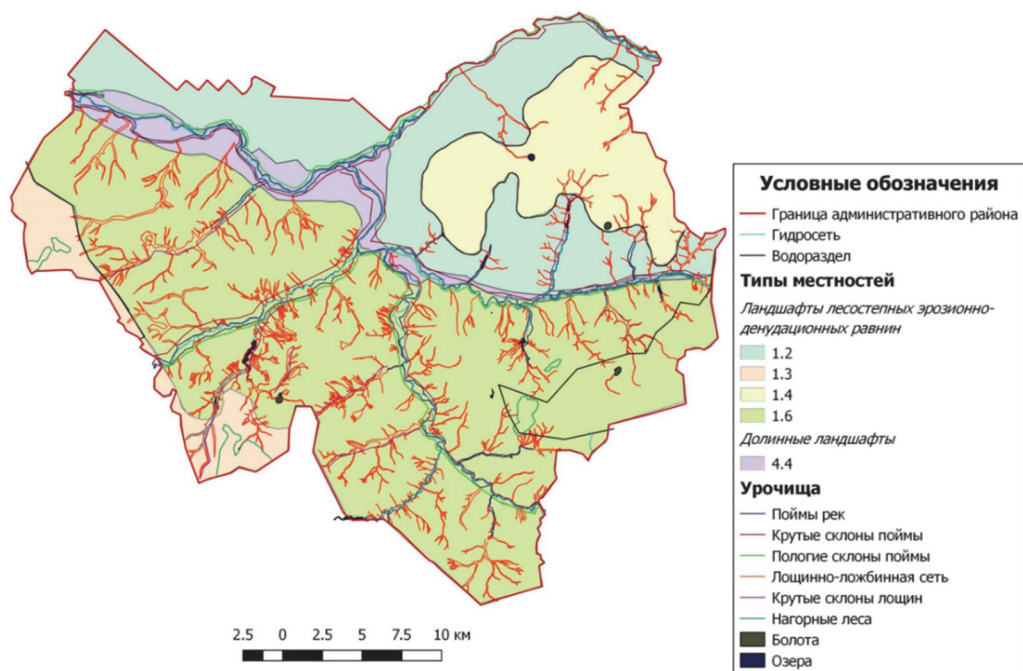 Условные обозначения
Граница административного района
Гидросеть
Водораздел
Типы местностей
Ландшафты лесостепных эрозионно-
денудационных равнин
1.2
1.3
1.4
1.6
Долинные ландшафты
4.4
Урочища
Поймы рек
Крутые склоны поймы
Пологие склоны поймы
Лощинно-ложбинная сеть
Крутые склоны лощин
Нагорные леса
Болота
Озера
2.5 0 2.5 5 7.5 10 км